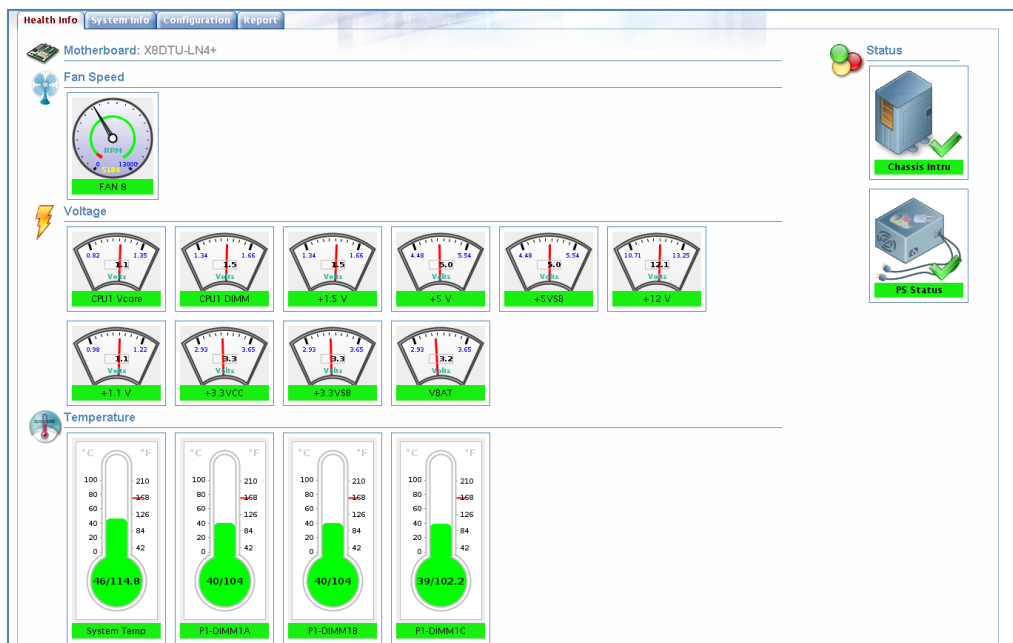 Health Info System Info Configuration Report
Motherboard: X8DTU-LN4+
Status
Fan Speed
RPM
0 13000
FAN 8
Chassis Intru
Voltage
0.82 1.35
1.1
Volts
CPU1 Vcore
1.34 1.66
1.5
Volts
CPU1 DIMM
1.34 1.66
1.5
Volts
+1.5 V
4.48 5.54
5.0
Volts
+5 V
4.48 5.54
5.0
Volts
+5VSB
10.71 13.25
12.1
Volts
+12 V
PS Status
0.98 1.22
1.1
Volts
+1.1 V
2.93 3.65
3.3
Volts
+3.3VCC
2.93 3.65
3.3
Volts
+3.3VSB
2.93 3.65
3.2
Volts
VBAT
Temperature
°C °F
100 210
80 168
60 126
40 84
20 42
0
46/114.8
System Temp
°C °F
100 210
80 168
60 126
40 84
20 42
0
40/104
P1-DIMM1A
°C °F
100 210
80 168
60 126
40 84
20 42
0
40/104
P1-DIMM1B
°C °F
100 210
80 168
60 126
40 84
20 42
0
39/102.2
P1-DIMM1C